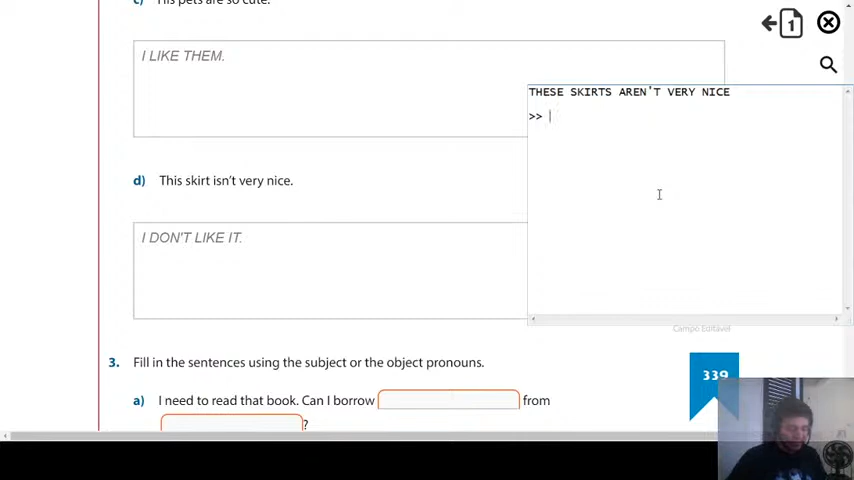 c) His pets are so cute.
I LIKE THEM.
1
THESE SKIRTS AREN'T VERY NICE
>>
d) This skirt isn't very nice.
I DON'T LIKE IT.
Campo Editável
3. Fill in the sentences using the subject or the object pronouns.
339
a) I need to read that book. Can I borrow from
?